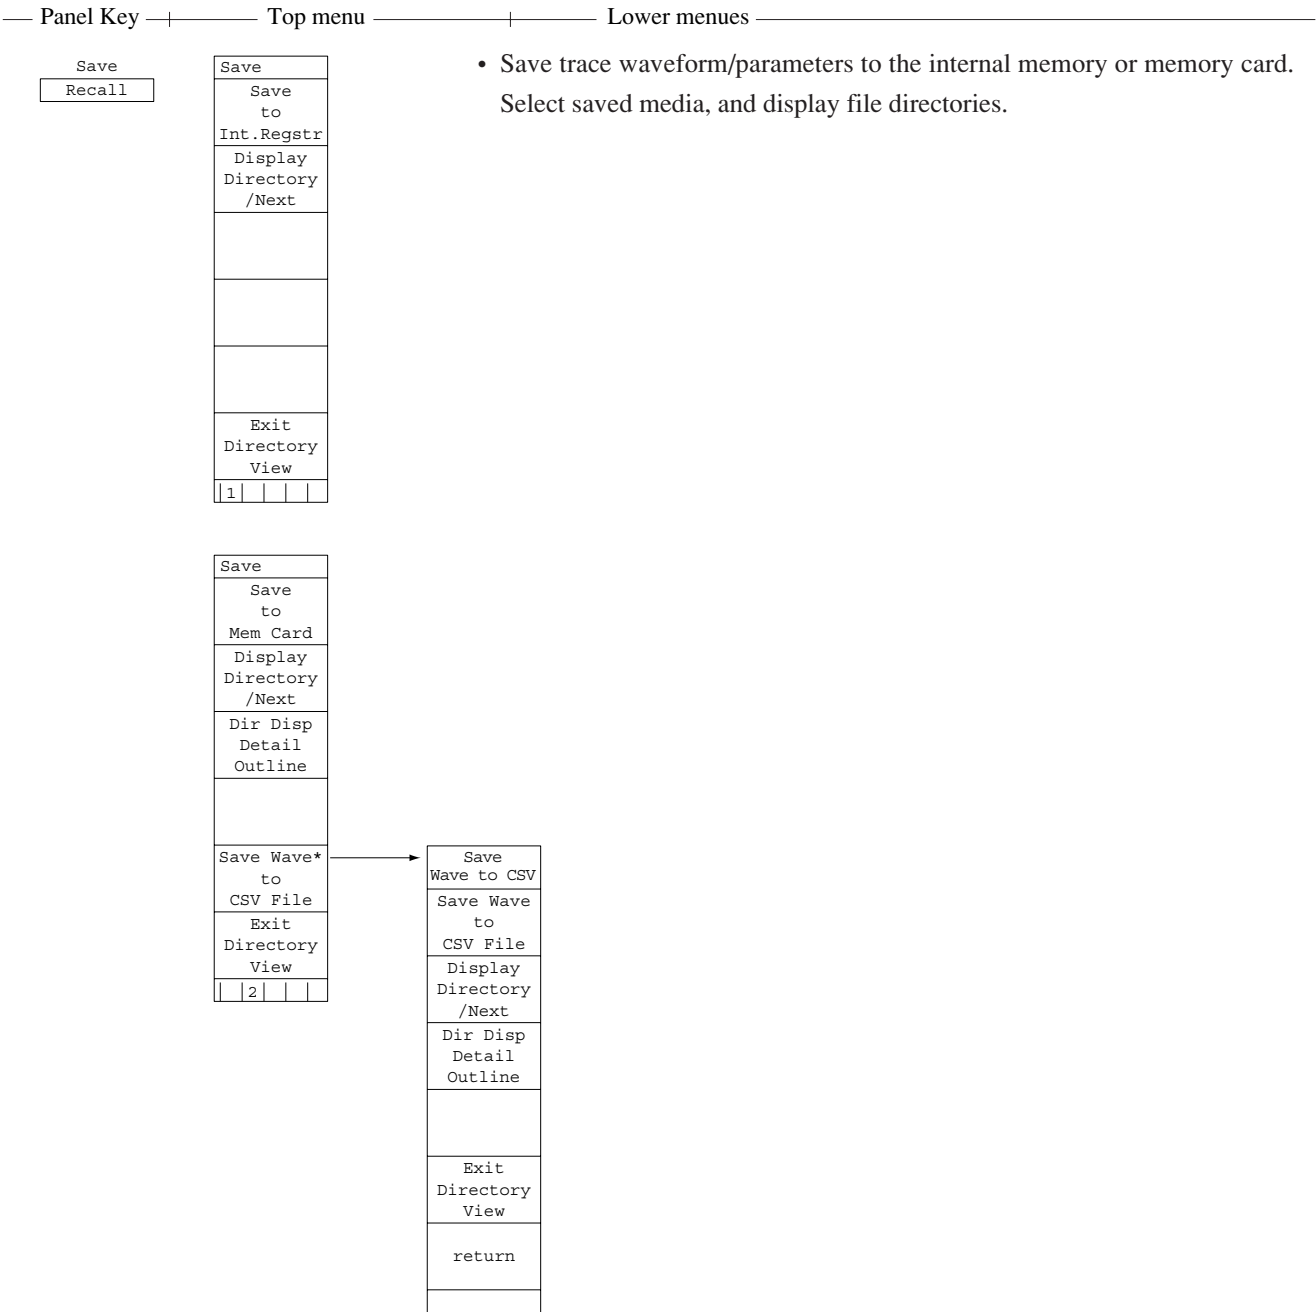 Panel Key Top menu Lower menues
Save
Recall
Save
Save
to
Int.Regstr
Display
Directory
/Next
Exit
Directory
View
1
• Save trace waveform/parameters to the internal memory or memory card.
Select saved media, and display file directories.
Save
Save
to
Mem Card
Display
Directory
/Next
Dir Disp
Detail
Outline
Save Wave*
to
CSV File
Exit
Directory
View
2
Save
Wave to CSV
Save Wave
to
CSV File
Display
Directory
/Next
Dir Disp
Detail
Outline
Exit
Directory
View
return